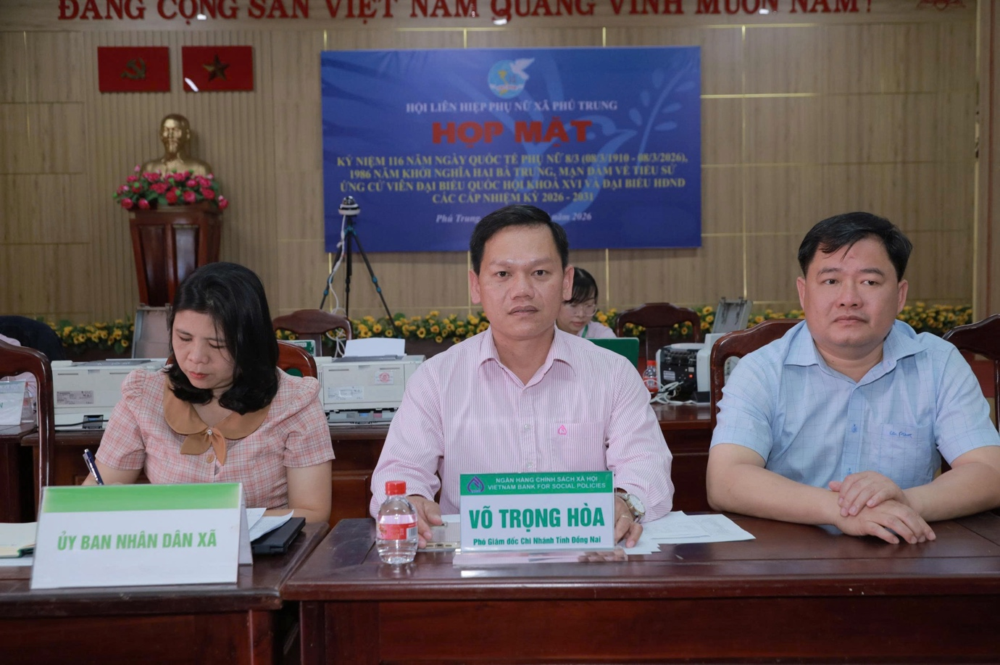 ĐẢNG CỘNG SẢN VIỆT NAM QUANG VINH MUÔN NĂM!
HỘI LIÊN HIỆP PHỤ NỮ XÃ PHÚ TRUNG
HỌP MẶT
KỶ NIỆM 116 NĂM NGÀY QUỐC TẾ PHỤ NỮ 8/3 (08/3/1910 - 08/3/2026),
1986 NĂM KHỞI NGHĨA HAI BÀ TRƯNG, MẠN ĐÀM VỀ TIỂU SỬ
ỨNG CỬ VIÊN ĐẠI BIỂU QUỐC HỘI KHOÁ XVI VÀ ĐẠI BIỂU HĐND
CÁC CẤP NHIỆM KỲ 2026 - 2031
Phú Trung, năm 2026
NGÂN HÀNG CHÍNH SÁCH XÃ HỘI
VIETNAM BANK FOR SOCIAL POLICIES
VÕ TRỌNG HÒA
Phó Giám đốc Chi Nhánh Tỉnh Đồng Nai
ỦY BAN NHÂN DÂN XÃ